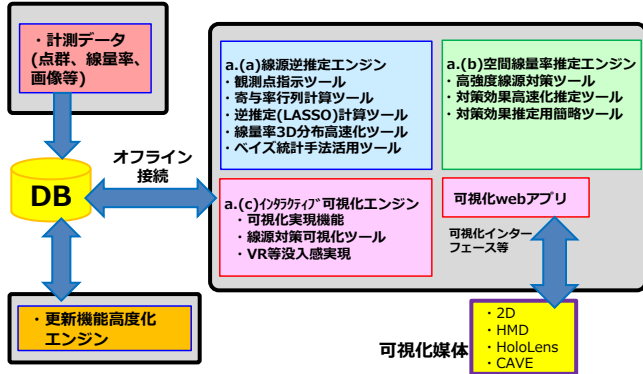 ・計測データ
(点群、線量率、
画像等)
DB
オフライン
接続
・更新機能高度化
エンジン
a.(a)線源逆推定エンジン
・観測点指示ツール
・寄与率行列計算ツール
・逆推定(LASSO)計算ツール
・線量率3D分布高速化ツール
・ベイズ統計手法活用ツール
a.(b)空間線量率推定エンジン
・高強度線源対策ツール
・対策効果高速化推定ツール
・対策効果推定用簡略ツール
a.(c)ｲﾝﾀﾗｸﾃｨﾌﾞ可視化エンジン
・可視化実現機能
・線源対策可視化ツール
・VR等没入感実現
可視化webアプリ
可視化インター
フェース等
可視化媒体
・2D
・HMD
・HoloLens
・CAVE